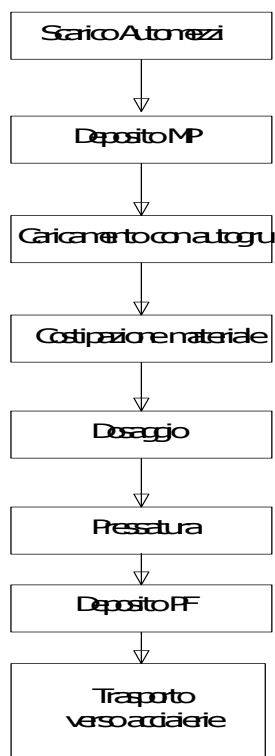 Scarico Automezzi
Deposito MP
Caricamento con autogru
Costipazione materiale
Dosaggio
Pressatura
Deposito PF
Trasporto
verso acciaierie